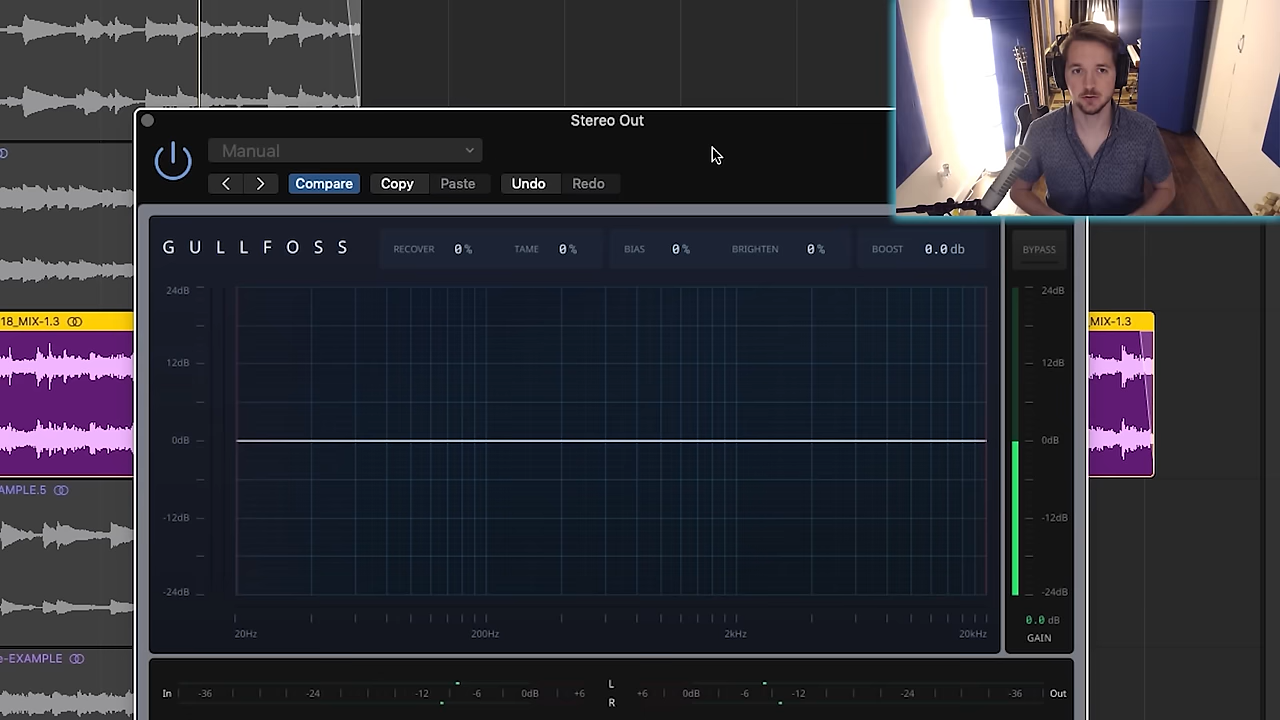 Stereo Out
Manual
Compare Copy Paste Undo Redo
GULLFOSS RECOVER 0% TAME 0% BIAS 0% BRIGHTEN 0% BOOST 0.0 db BYPASS
24dB 24dB
18_MIX-1.3 MIX-1.3
12dB 12dB
0dB 0dB
AMPLE.5
-12dB -12dB
-24dB -24dB
0.0 dB
20Hz 200Hz 2kHz 20kHz GAIN
e-EXAMPLE
L
In -36 -24 -12 -6 0dB +6 +6 0dB -6 -12 -24 -36 Out
R